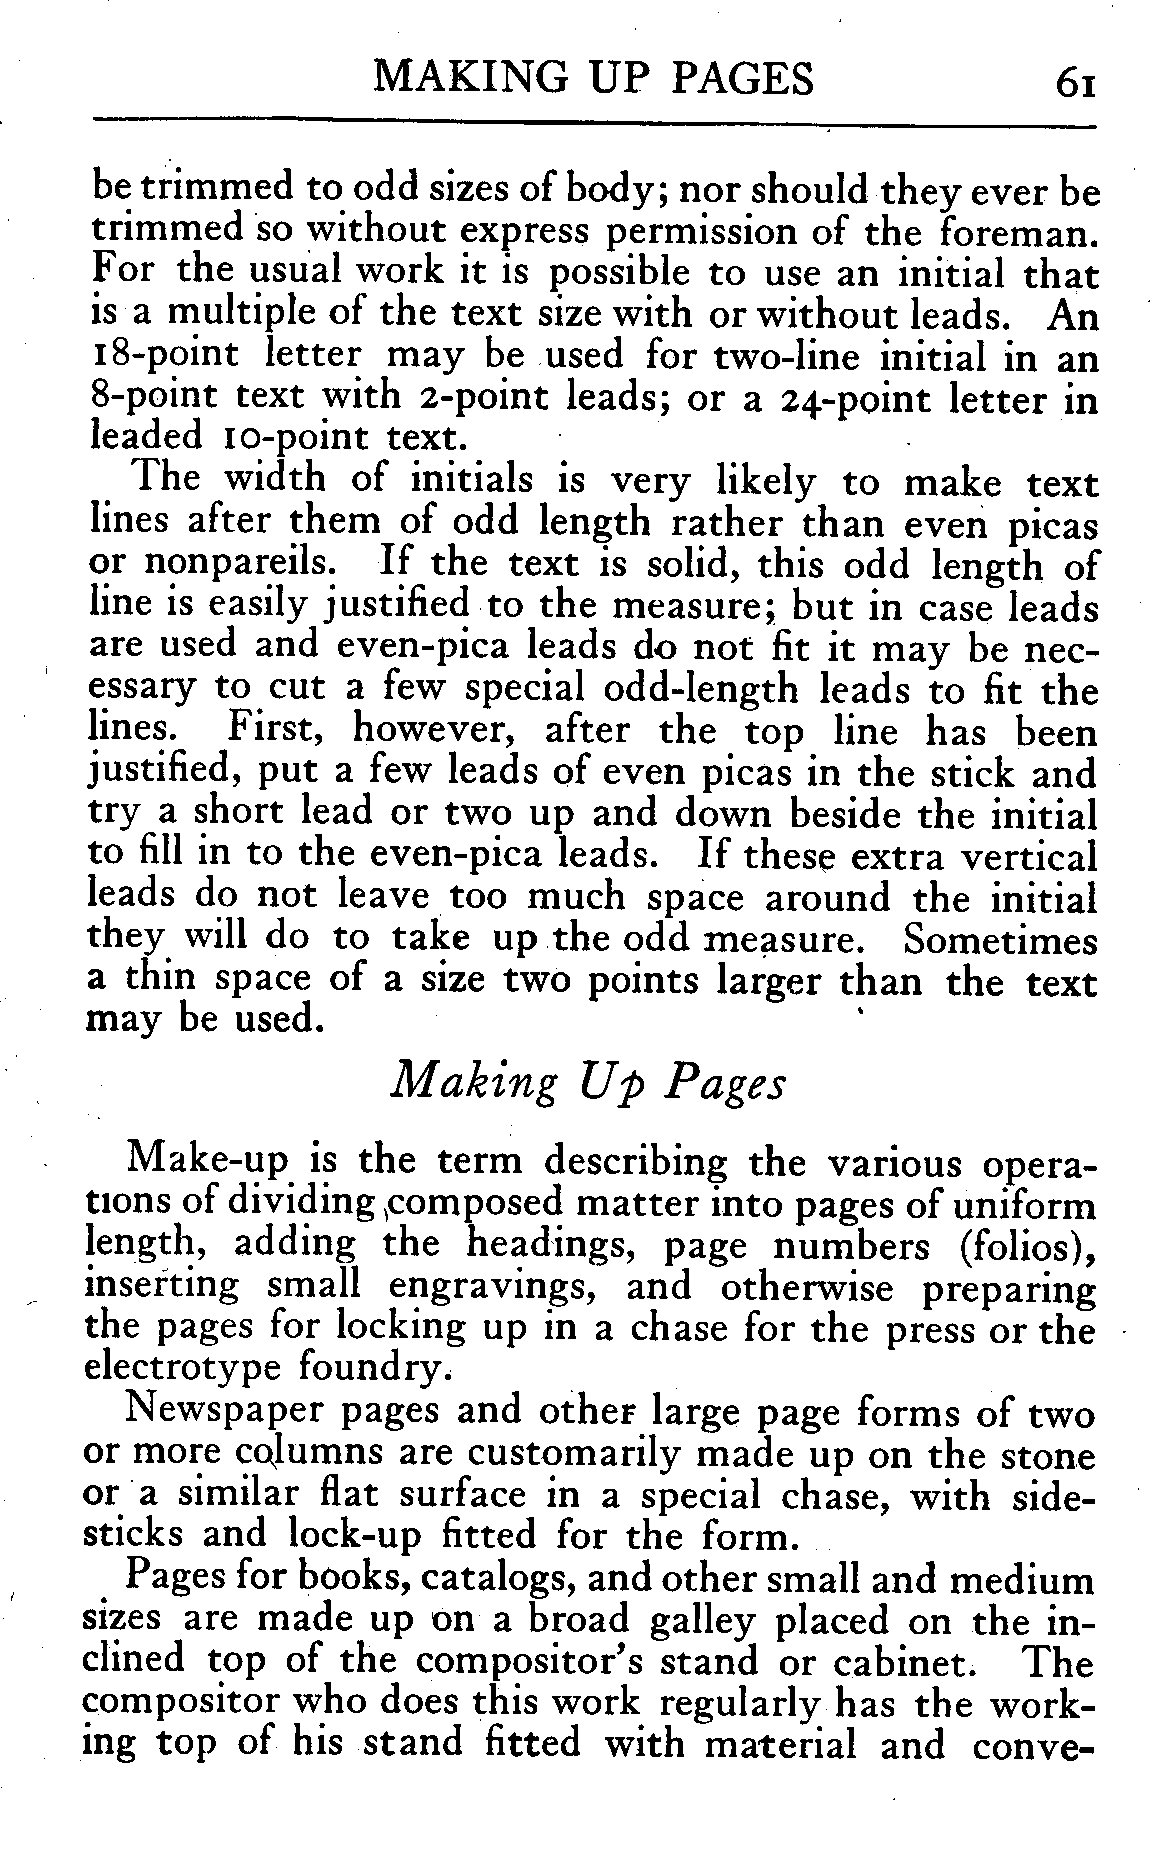 MAKING UP PAGES 61
be trimmed to odd sizes of body; nor should they ever be
trimmed so without express permission of the foreman.
For the usual work it is possible to use an initial that
is a multiple of the text size with or without leads. An
18-point letter may be used for two-line initial in an
8-point text with 2-point leads; or a 24-point letter in
leaded 10-point text.
The width of initials is very likely to make text
lines after them of odd length rather than even picas
or nonpareils. If the text is solid, this odd length of
line is easily justified to the measure; but in case leads
are used and even-pica leads do not fit it may be nec-
essary to cut a few special odd-length leads to fit the
lines. First, however, after the top line has been
justified, put a few leads of even picas in the stick and
try a short lead or two up and down beside the initial
to fill in to the even-pica leads. If these extra vertical
leads do not leave too much space around the initial
they will do to take up the odd measure. Sometimes
a thin space of a size two points larger than the text
may be used.
Making Up Pages
Make-up is the term describing the various opera-
tions of dividing composed matter into pages of uniform
length, adding the headings, page numbers (folios),
inserting small engravings, and otherwise preparing
the pages for locking up in a chase for the press or the
electrotype foundry.
Newspaper pages and other large page forms of two
or more columns are customarily made up on the stone
or a similar flat surface in a special chase, with side-
sticks and lock-up fitted for the form.
Pages for books, catalogs, and other small and medium
sizes are made up on a broad galley placed on the in-
clined top of the compositor's stand or cabinet. The
compositor who does this work regularly has the work-
ing top of his stand fitted with material and conve-